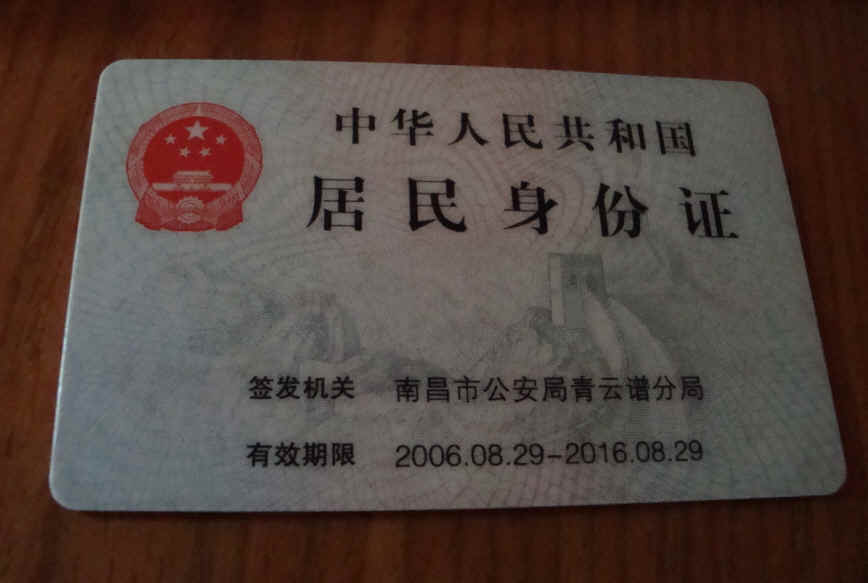 中华人民共和国
居民身份证
签发机关 南昌市公安局青云谱分局
有效期限 2006.08.29-2016.08.29